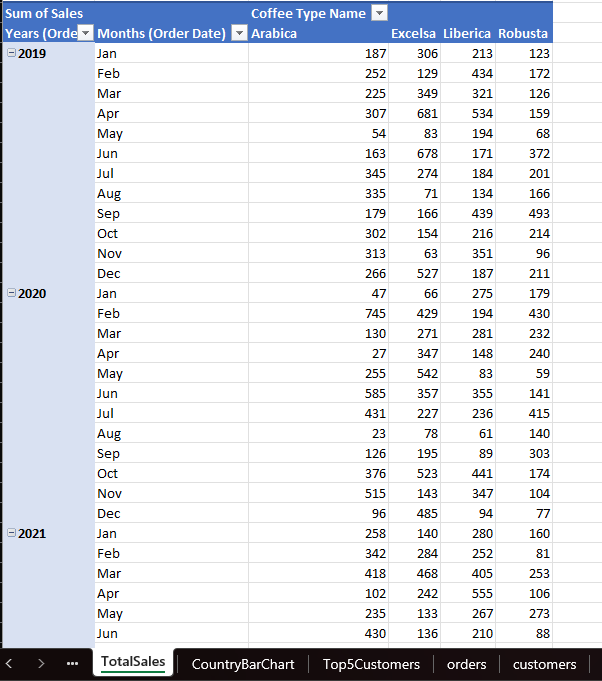 Sum of Sales Coffee Type Name
Years (Orde Months (Order Date) Arabica Excelsa Liberica Robusta
2019 Jan 187 306 213 123
Feb 252 129 434 172
Mar 225 349 321 126
Apr 307 681 534 159
May 54 83 194 68
Jun 163 678 171 372
Jul 345 274 184 201
Aug 335 71 134 166
Sep 179 166 439 493
Oct 302 154 216 214
Nov 313 63 351 96
Dec 266 527 187 211
2020 Jan 47 66 275 179
Feb 745 429 194 430
Mar 130 271 281 232
Apr 27 347 148 240
May 255 542 83 59
Jun 585 357 355 141
Jul 431 227 236 415
Aug 23 78 61 140
Sep 126 195 89 303
Oct 376 523 441 174
Nov 515 143 347 104
Dec 96 485 94 77
2021 Jan 258 140 280 160
Feb 342 284 252 81
Mar 418 468 405 253
Apr 102 242 555 106
May 235 133 267 273
Jun 430 136 210 88
TotalSales CountryBarChart Top5Customers orders customers